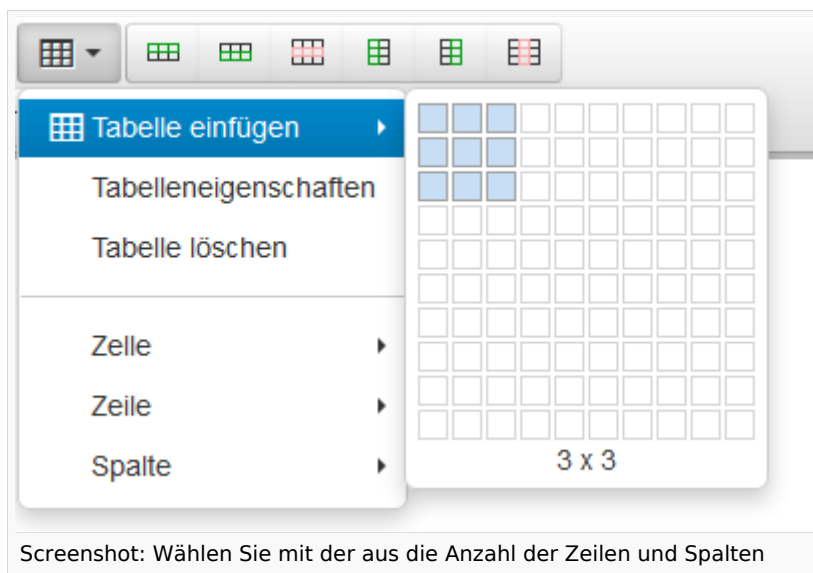 Tabelle einfügen
Tabelleneigenschaften
Tabelle löschen
Zelle
Zeile
Spalte
3 x 3
Screenshot: Wählen Sie mit der aus die Anzahl der Zeilen und Spalten